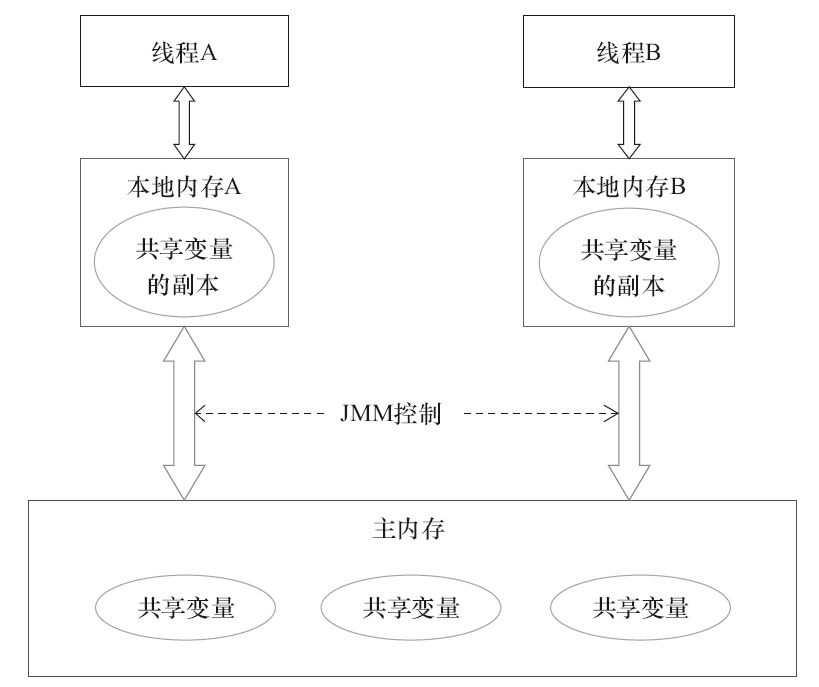 线程A
线程B
本地内存A
共享变量
的副本
本地内存B
共享变量
的副本
JMM控制
主内存
共享变量
共享变量
共享变量